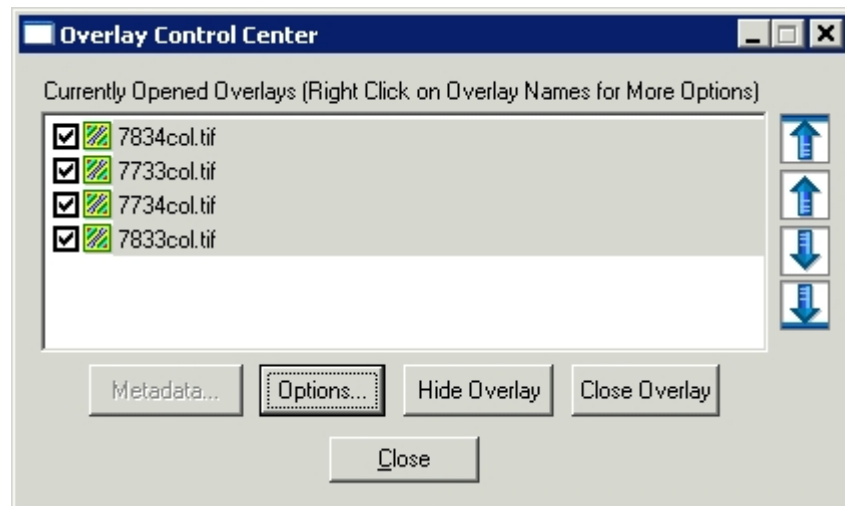 Overlay Control Center
Currently Opened Overlays (Right Click on Overlay Names for More Options)
7834col.tif
7733col.tif
7734col.tif
7833col.tif
Metadata... Options... Hide Overlay Close Overlay
Close